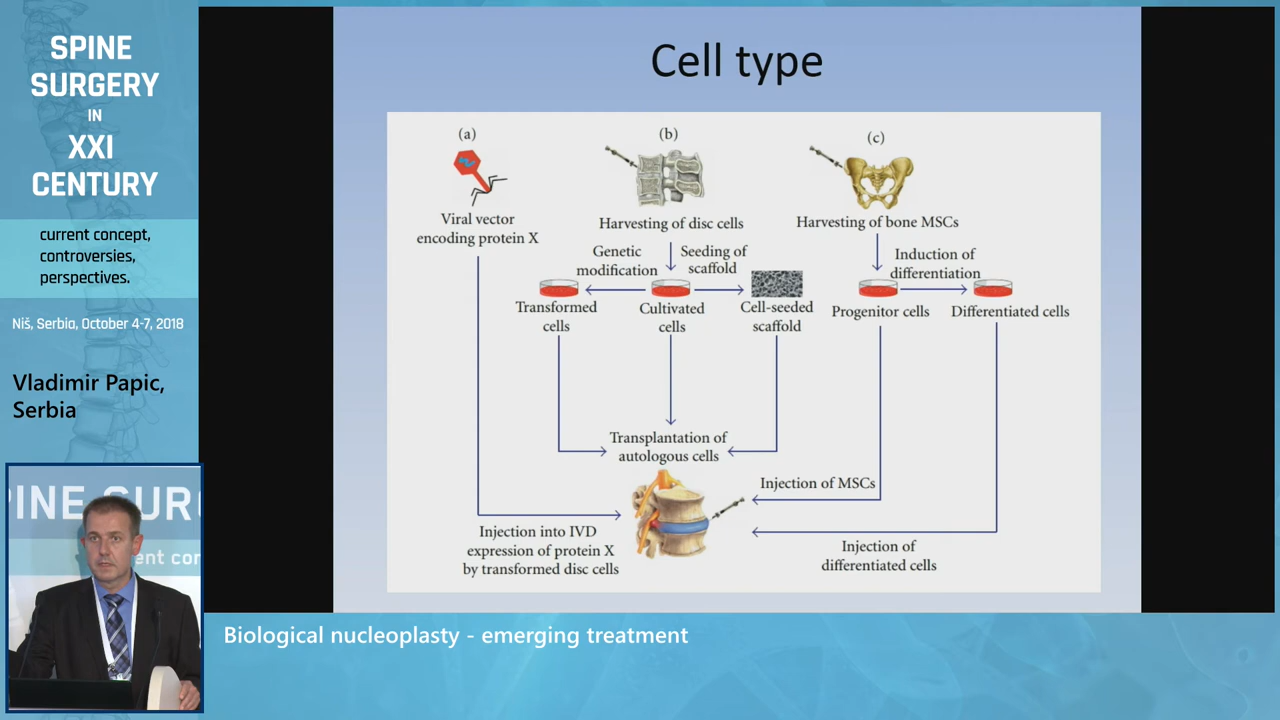 SPINE
SURGERY
IN
XXI
CENTURY
current concept,
controversies,
perspectives.
Niš, Serbia, October 4-7, 2018
Vladimir Papic,
Serbia
PINE SUR
ent cor
Cell type
(a)
Viral vector
encoding protein X
(b)
Harvesting of disc cells
(c)
Harvesting of bone MSCs
Genetic
modification
Seeding of
scaffold
Induction of
differentiation
Transformed
cells
Cultivated
cells
Cell-seeded
scaffold
Progenitor cells
Differentiated cells
Transplantation of
autologous cells
Injection of MSCs
Injection into IVD
expression of protein X
by transformed disc cells
Injection of
differentiated cells
Biological nucleoplasty - emerging treatment